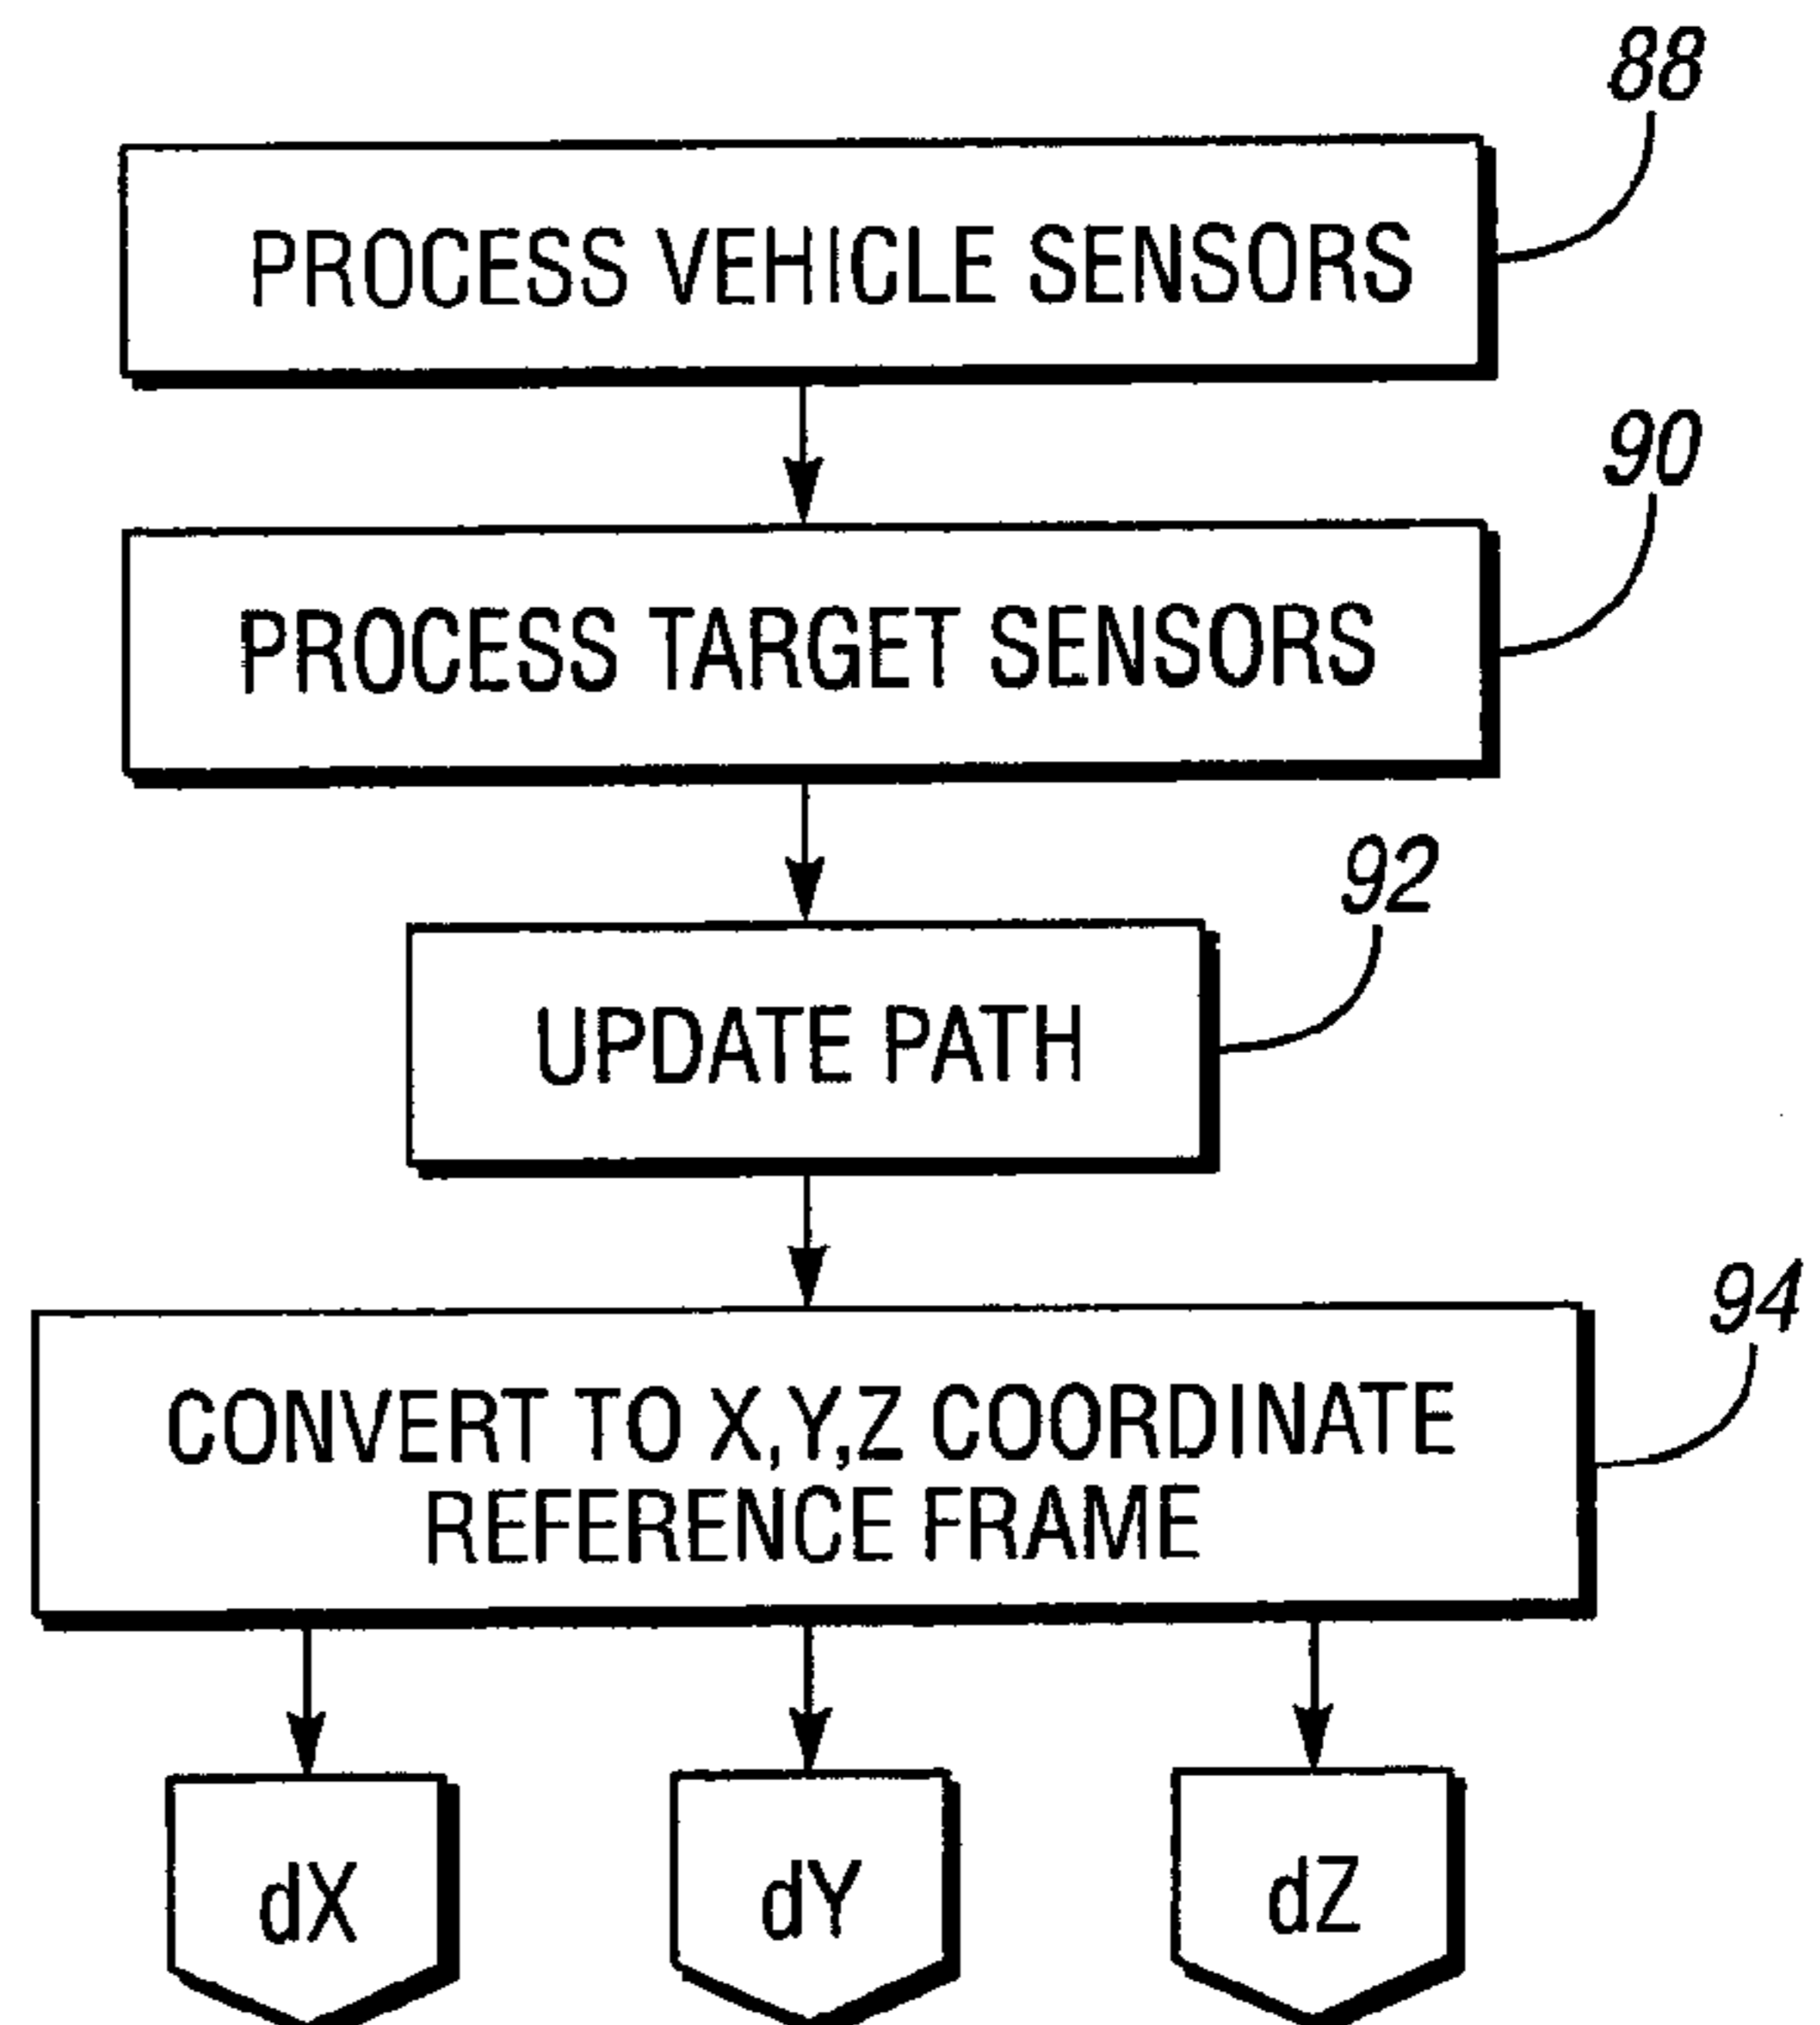 88
PROCESS VEHICLE SENSORS
90
PROCESS TARGET SENSORS
92
UPDATE PATH
94
CONVERT TO X,Y,Z COORDINATE
REFERENCE FRAME
dX
dY
dZ